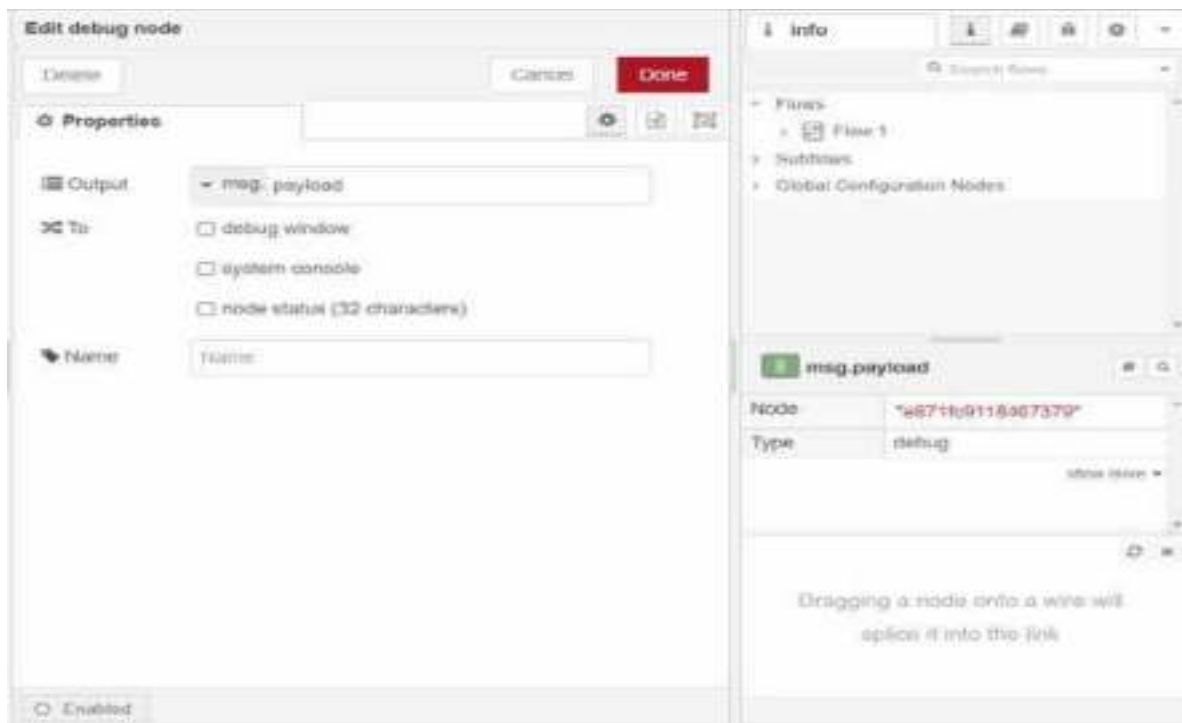 Edit debug node
Delete
Cancel
Done
Properties
Output
msg. payload
To
debug window
system console
node status (32 characters)
Name
Name
Enabled
i info
Search flows
Flows
Flow 1
Subflows
Global Configuration Nodes
msg.payload
Node
Type
debug
show more
Dragging a node onto a wire will
splice it into the link